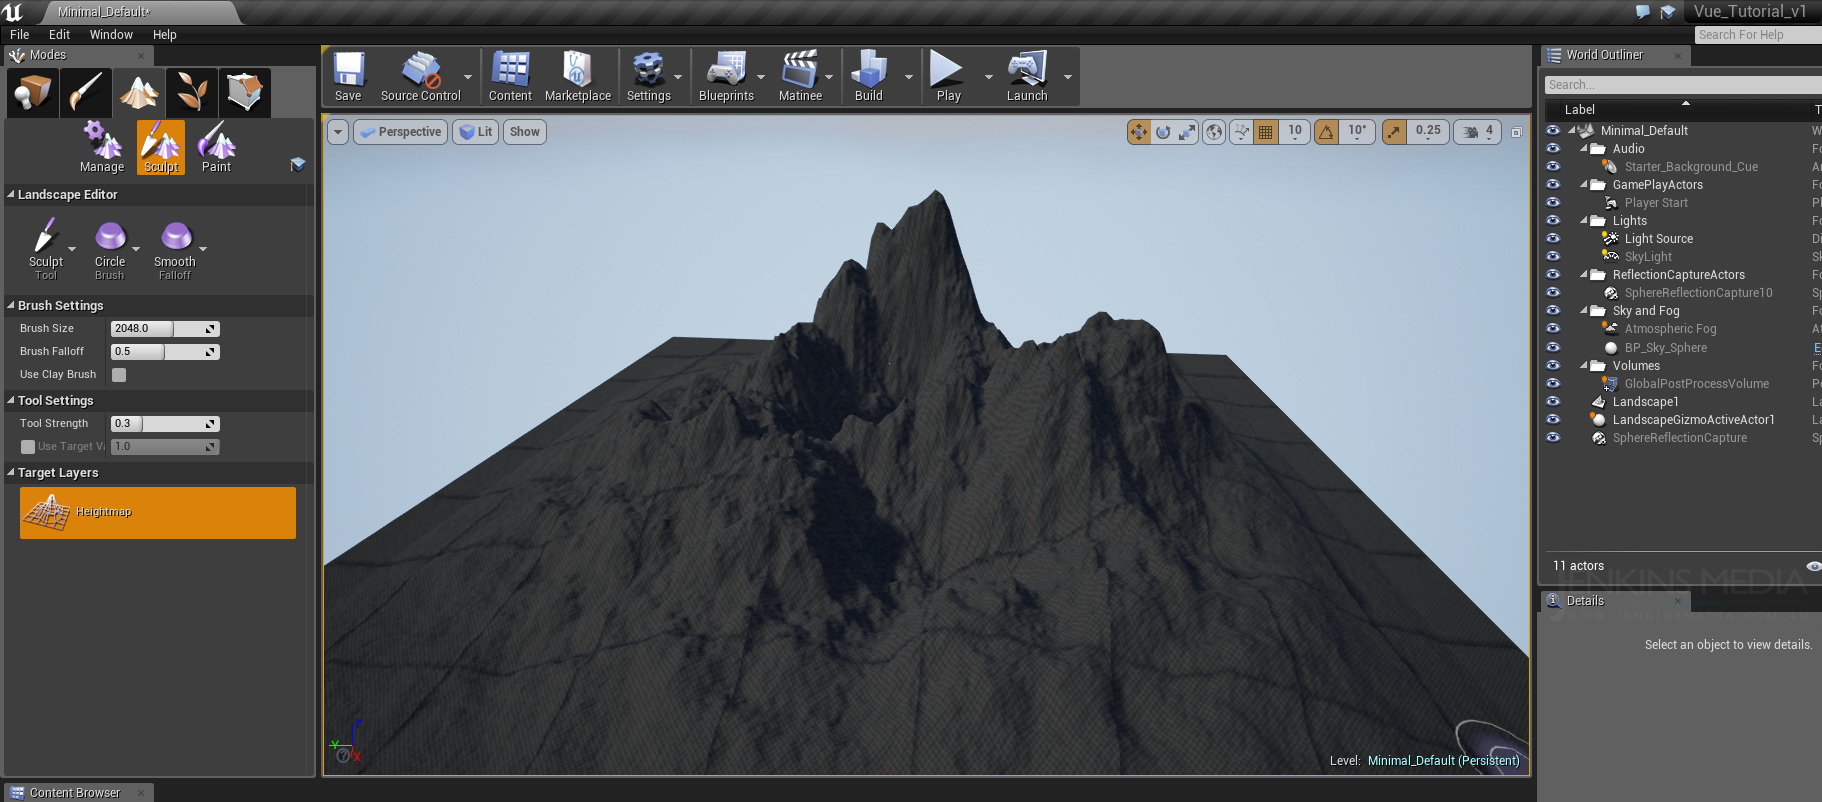 Minimal_Default*
Vue_Tutorial_v1
File Edit Window Help
Search For Help
Modes
Save Source Control Content Marketplace Settings Blueprints Matinee Build Play Launch
World Outliner
Search...
Label
Perspective Lit Show
10 10° 0.25 4
Manage Sculpt Paint
Landscape Editor
Sculpt Circle Smooth
Tool Brush Falloff
Brush Settings
Brush Size 2048.0
Brush Falloff 0.5
Use Clay Brush
Tool Settings
Tool Strength 0.3
Use Target Va 1.0
Target Layers
Heightmap
Minimal_Default
Audio
Starter_Background_Cue
GamePlayActors
Player Start
Lights
Light Source
SkyLight
ReflectionCaptureActors
SphereReflectionCapture10
Sky and Fog
Atmospheric Fog
BP_Sky_Sphere
Volumes
GlobalPostProcessVolume
Landscape1
LandscapeGizmoActiveActor1
SphereReflectionCapture
11 actors
JENKINS MEDIA
WWW.JENKINSMEDIA.COM.AU
Details
Select an object to view details.
Z
Y
X
Level: Minimal_Default (Persistent)
Content Browser